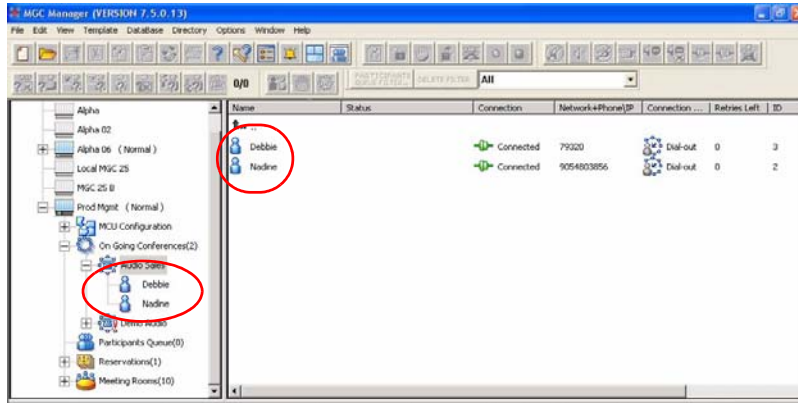 MGC Manager (VERSION 7.5.0.13)
File Edit View Template DataBase Directory Options Window Help
0/0 PARTICIPANTS QUEUE FILTER... DELETE FILTER All
Name Status Connection Network+Phone\IP Connection ... Retries Left ID
..
Debbie Connected 79320 Dial-out 0 3
Nadine Connected 9054803856 Dial-out 0 2
Alpha
Alpha 02
Alpha 06 ( Normal )
Local MGC 25
MGC 25 B
Prod Mgmt ( Normal )
MCU Configuration
On Going Conferences(2)
Audio Sales
Debbie
Nadine
Demo Audio
Participants Queue(0)
Reservations(1)
Meeting Rooms(10)